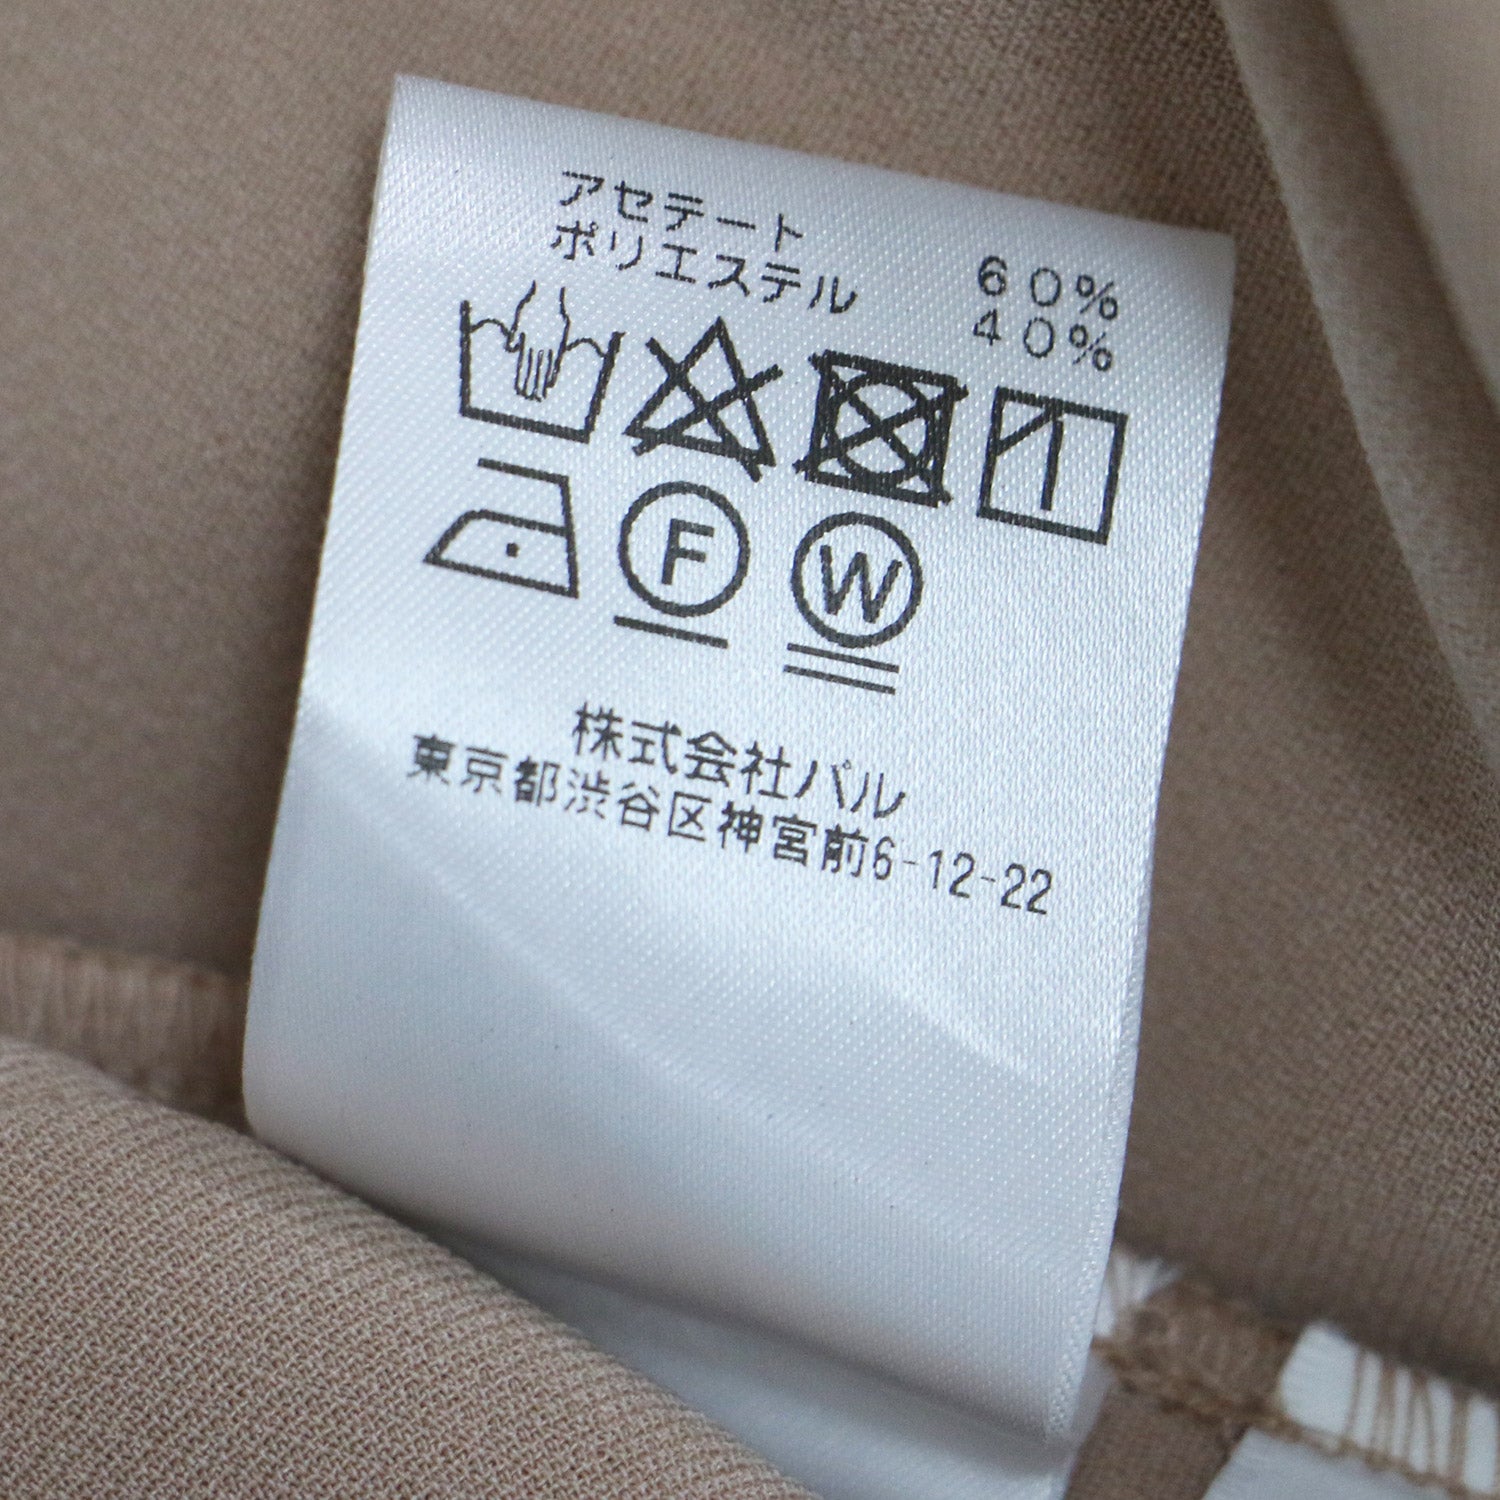 アセテート 60%
ポリエステル 40%
F W
株式会社パル
東京都渋谷区神宮前6-12-22